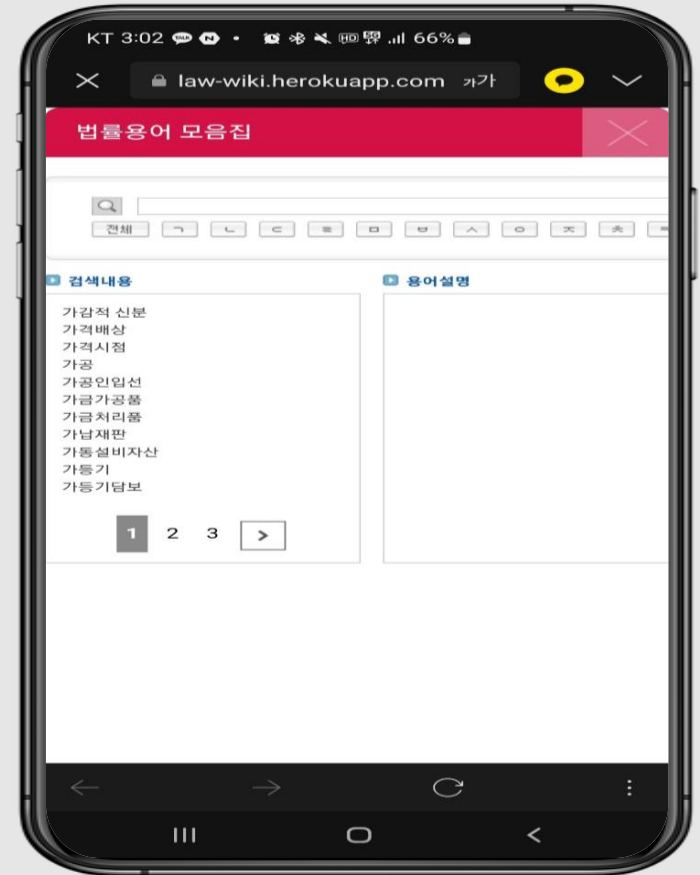 KT 3:02 66%
law-wiki.herokuapp.com 가가
법률용어 모음집
전체 ㄱ ㄴ ㄷ ㄹ ㅁ ㅂ ㅅ ㅇ ㅈ ㅊ
검색내용
가감적 신분
가격배상
가격시점
가공
가공인입선
가금가공품
가금처리품
가납재판
가동설비자산
가등기
가등기담보
1 2 3 >
용어설명